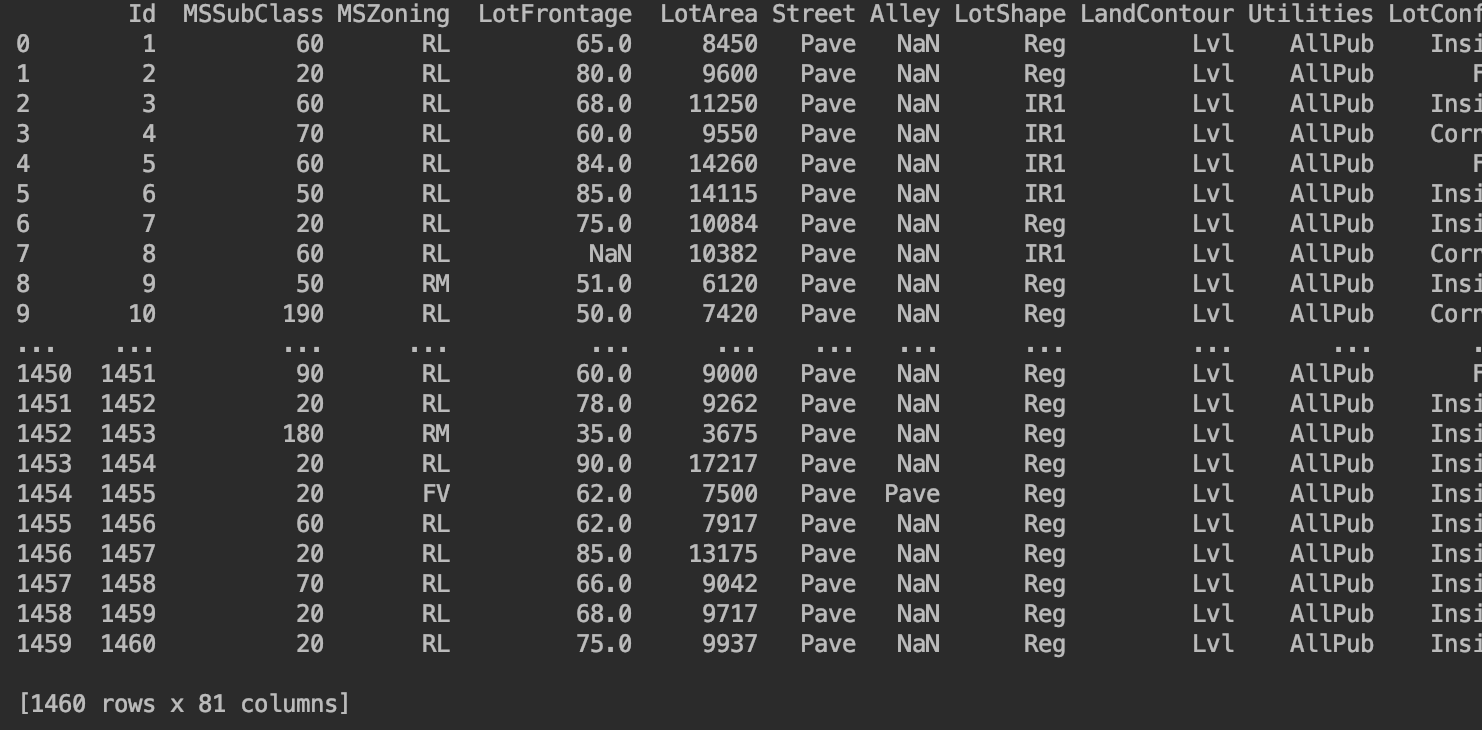 Id MSSubClass MSZoning LotFrontage LotArea Street Alley LotShape LandContour Utilities LotConf
0 1 60 RL 65.0 8450 Pave NaN Reg Lvl AllPub Insi
1 2 20 RL 80.0 9600 Pave NaN Reg Lvl AllPub F
2 3 60 RL 68.0 11250 Pave NaN IR1 Lvl AllPub Insi
3 4 70 RL 60.0 9550 Pave NaN IR1 Lvl AllPub Corn
4 5 60 RL 84.0 14260 Pave NaN IR1 Lvl AllPub F
5 6 50 RL 85.0 14115 Pave NaN IR1 Lvl AllPub Insi
6 7 20 RL 75.0 10084 Pave NaN Reg Lvl AllPub Insi
7 8 60 RL NaN 10382 Pave NaN IR1 Lvl AllPub Corn
8 9 50 RM 51.0 6120 Pave NaN Reg Lvl AllPub Insi
9 10 190 RL 50.0 7420 Pave NaN Reg Lvl AllPub Corn
... ... ... ... ... ... ... ... ... ... ... .
1450 1451 90 RL 60.0 9000 Pave NaN Reg Lvl AllPub F
1451 1452 20 RL 78.0 9262 Pave NaN Reg Lvl AllPub Insi
1452 1453 180 RM 35.0 3675 Pave NaN Reg Lvl AllPub Insi
1453 1454 20 RL 90.0 17217 Pave NaN Reg Lvl AllPub Insi
1454 1455 20 FV 62.0 7500 Pave Pave Reg Lvl AllPub Insi
1455 1456 60 RL 62.0 7917 Pave NaN Reg Lvl AllPub Insi
1456 1457 20 RL 85.0 13175 Pave NaN Reg Lvl AllPub Insi
1457 1458 70 RL 66.0 9042 Pave NaN Reg Lvl AllPub Insi
1458 1459 20 RL 68.0 9717 Pave NaN Reg Lvl AllPub Insi
1459 1460 20 RL 75.0 9937 Pave NaN Reg Lvl AllPub Insi
[1460 rows x 81 columns]